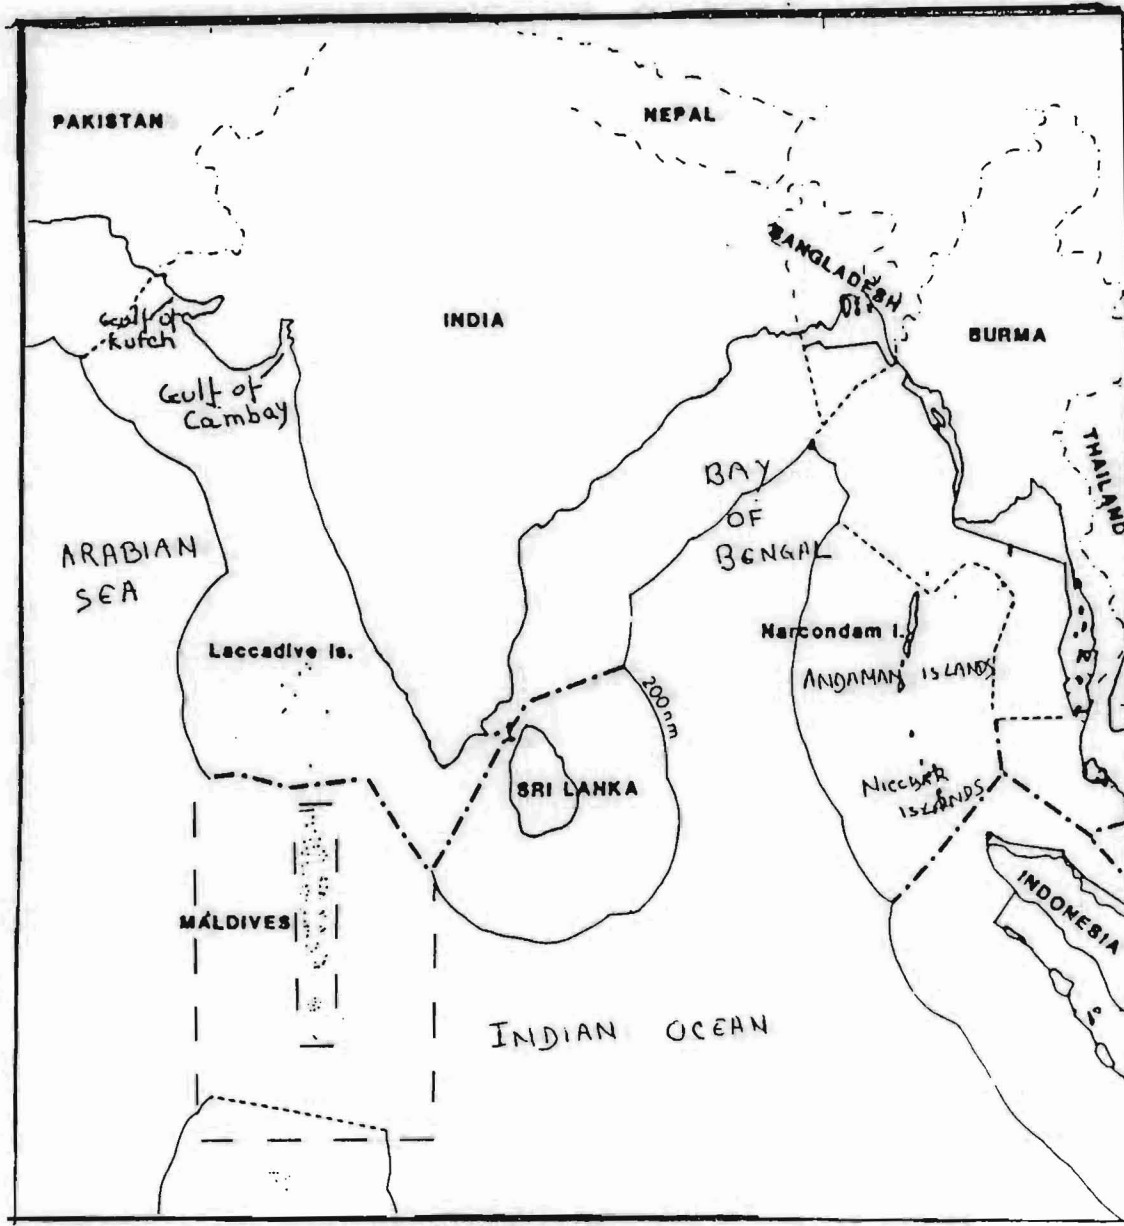 PAKISTAN
NEPAL
BANGLADESH
INDIA
BURMA
Gulf of
Kutch
Gulf of
Cambay
THAILAND
BAY
OF
BENGAL
ARABIAN
SEA
Laccadive Is.
Narcondam I.
ANDAMAN ISLANDS
200nm
SRI LANKA
NICCBAR
ISLANDS
MALDIVES
INDONESIA
INDIAN OCEAN